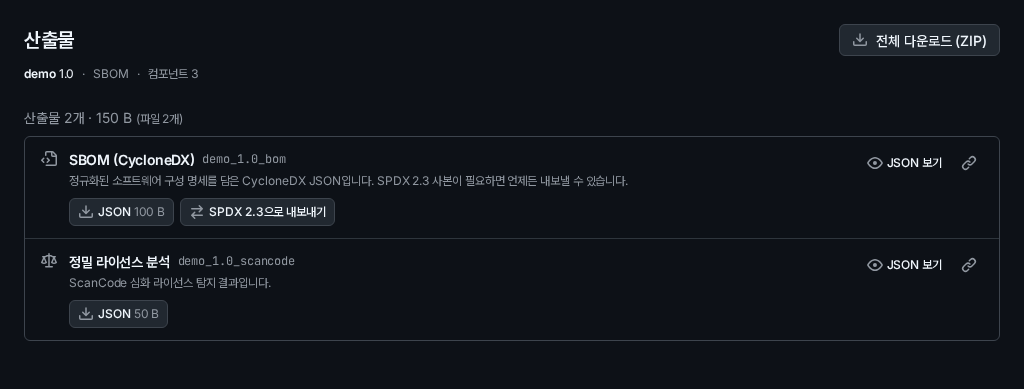 산출물
전체 다운로드 (ZIP)
demo 1.0 · SBOM · 컴포넌트 3
산출물 2개 · 150 B (파일 2개)
SBOM (CycloneDX) demo_1.0_bom
JSON 보기
정규화된 소프트웨어 구성 명세를 담은 CycloneDX JSON입니다. SPDX 2.3 사본이 필요하면 언제든 내보낼 수 있습니다.
JSON 100 B
SPDX 2.3으로 내보내기
정밀 라이선스 분석 demo_1.0_scancode
JSON 보기
ScanCode 심화 라이선스 탐지 결과입니다.
JSON 50 B